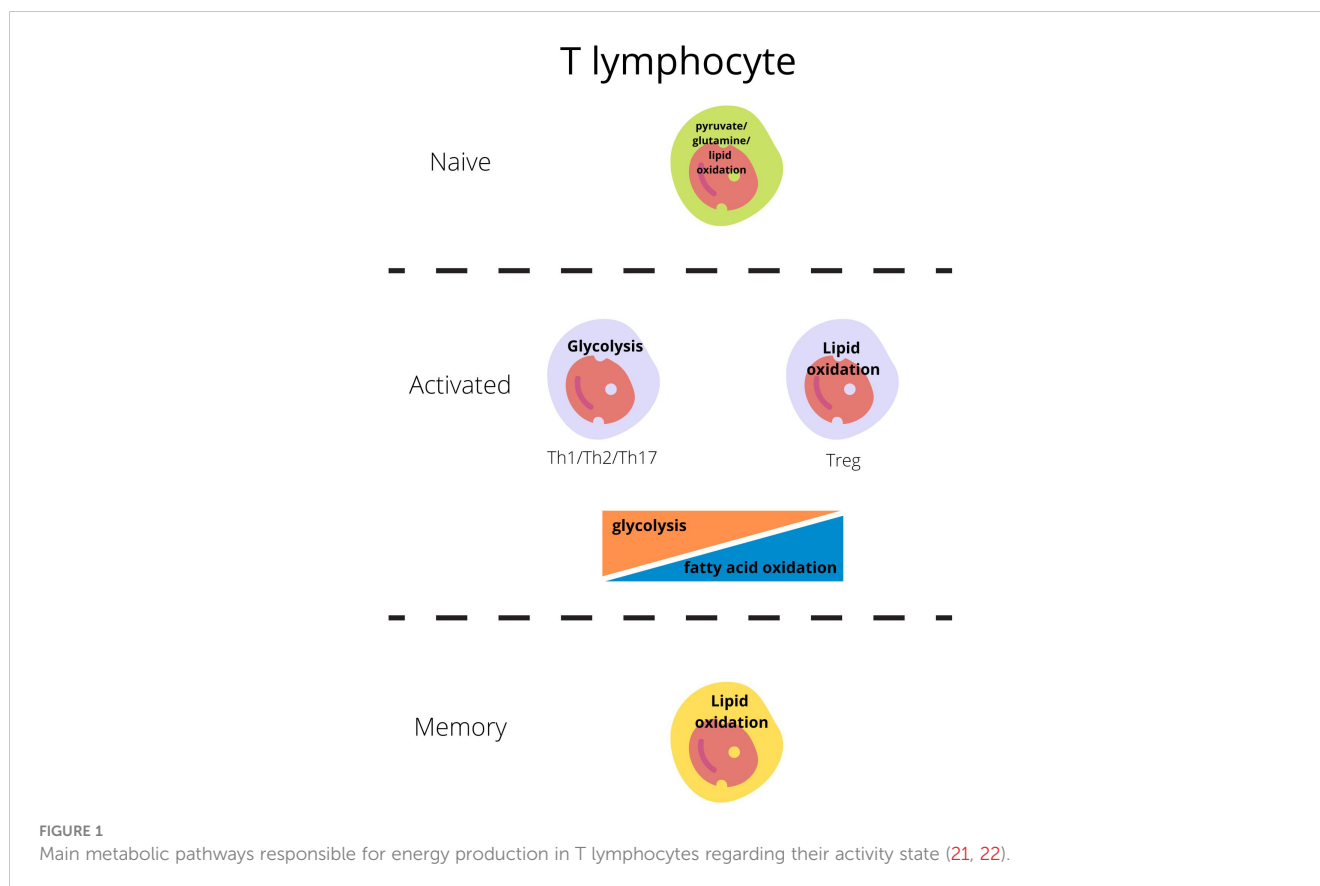 T lymphocyte
Naive
pyruvate/
glutamine/
lipid
oxidation
Activated
Glycolysis
Lipid
oxidation
Th1/Th2/Th17
Treg
glycolysis
fatty acid oxidation
Memory
Lipid
oxidation
FIGURE 1
Main metabolic pathways responsible for energy production in T lymphocytes regarding their activity state (21, 22).